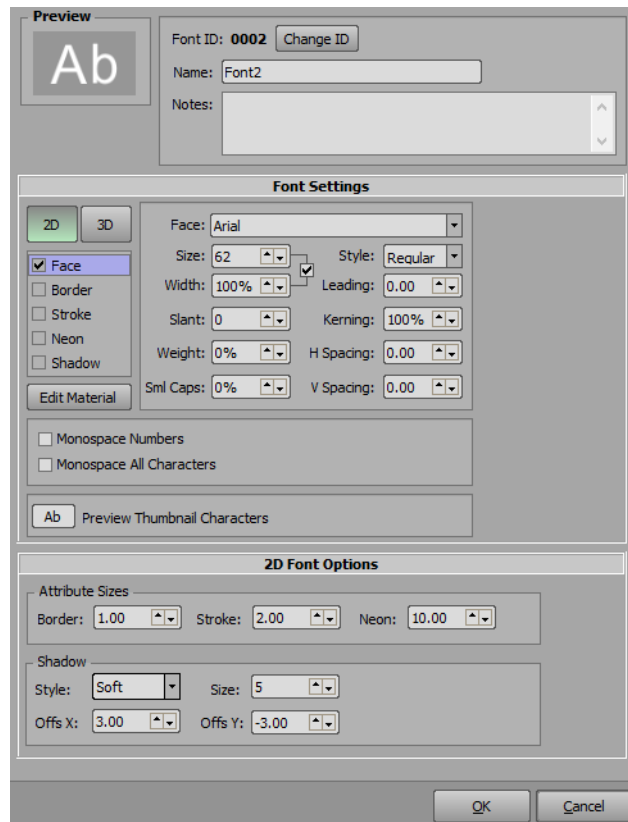 Preview
Ab
Font ID: 0002 Change ID
Name: Font2
Notes:
Font Settings
2D 3D
Face
Border
Stroke
Neon
Shadow
Edit Material
Face: Arial
Size: 62 Style: Regular
Width: 100% Leading: 0.00
Slant: 0 Kerning: 100%
Weight: 0% H Spacing: 0.00
Sml Caps: 0% V Spacing: 0.00
Monospace Numbers
Monospace All Characters
Ab Preview Thumbnail Characters
2D Font Options
Attribute Sizes
Border: 1.00 Stroke: 2.00 Neon: 10.00
Shadow
Style: Soft Size: 5
Offs X: 3.00 Offs Y: -3.00
OK Cancel